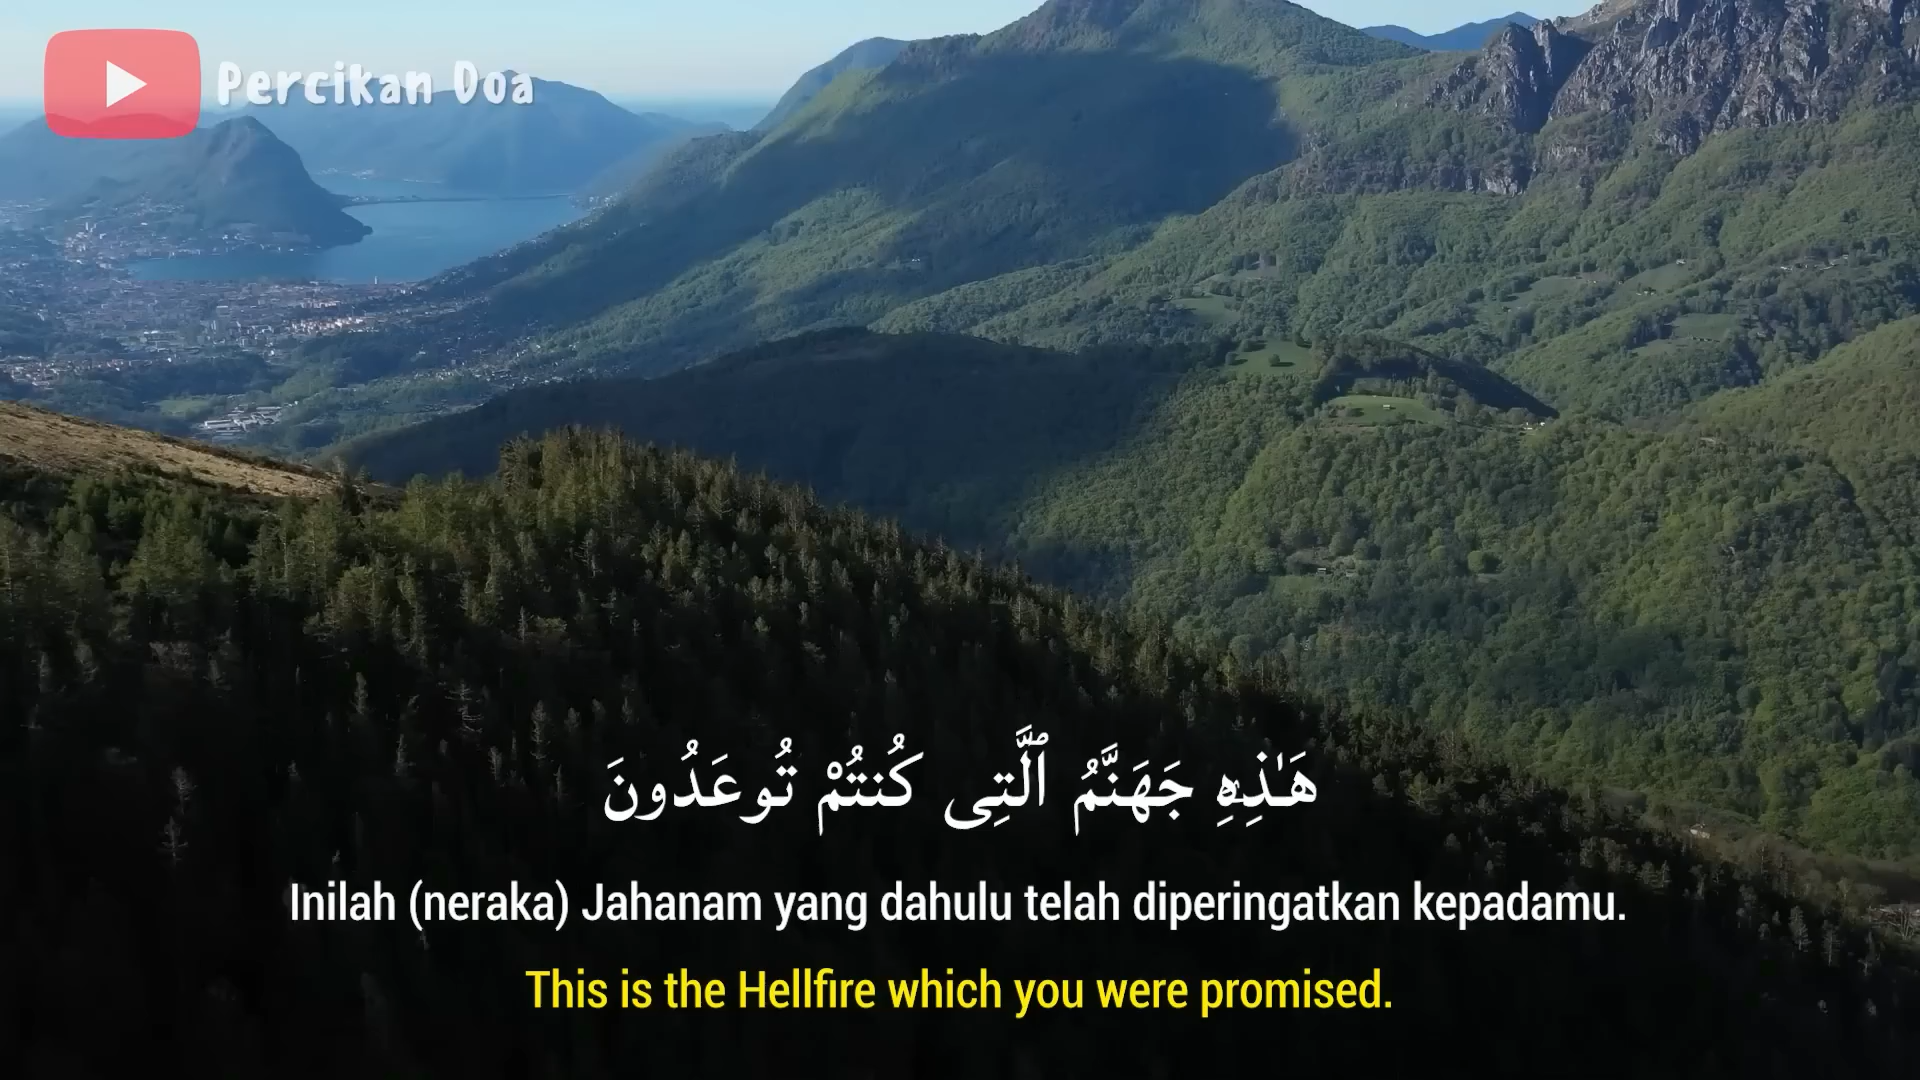 Percikan Doa
هَـٰذِهِۦ جَهَنَّمُ ٱلَّتِى كُنتُمْ تُوعَدُونَ
Inilah (neraka) Jahanam yang dahulu telah diperingatkan kepadamu.
This is the Hellfire which you were promised.